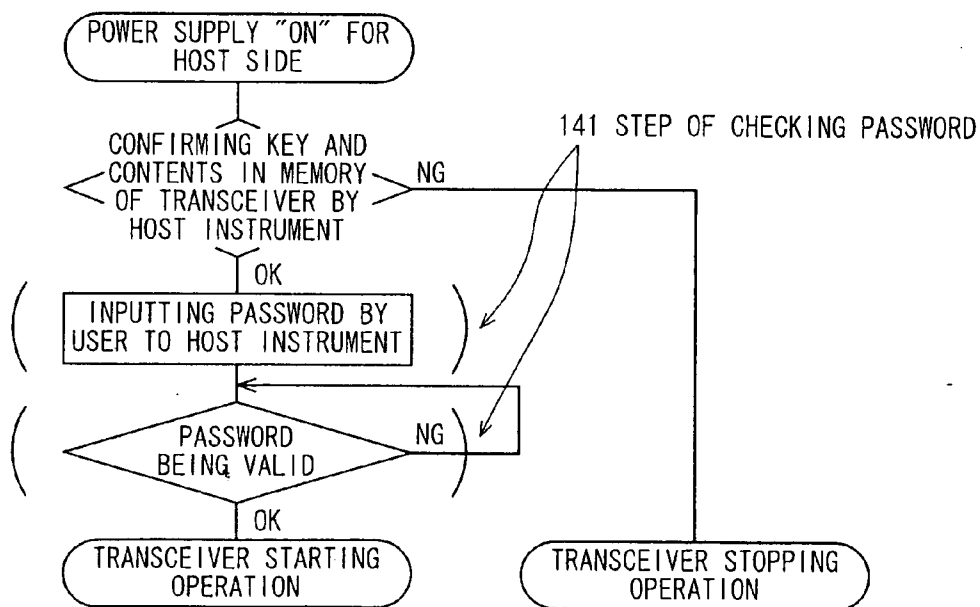 POWER SUPPLY "ON" FOR
HOST SIDE
141 STEP OF CHECKING PASSWORD
CONFIRMING KEY AND
CONTENTS IN MEMORY
OF TRANSCEIVER BY
HOST INSTRUMENT
NG
OK
INPUTTING PASSWORD BY
USER TO HOST INSTRUMENT
PASSWORD
BEING VALID
NG
OK
TRANSCEIVER STARTING
OPERATION
TRANSCEIVER STOPPING
OPERATION